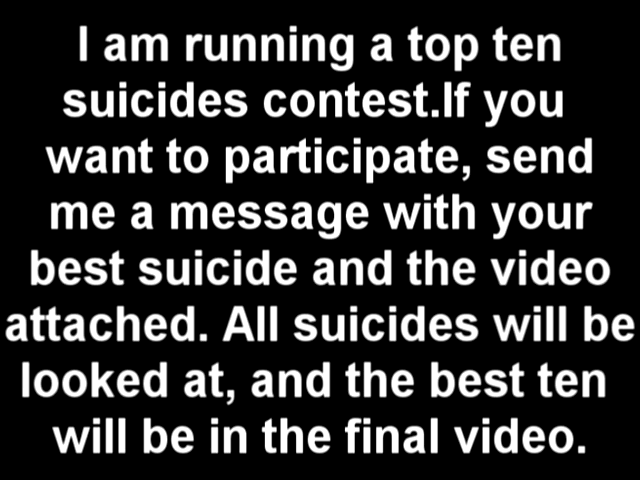 I am running a top ten
suicides contest.If you
want to participate, send
me a message with your
best suicide and the video
attached. All suicides will be
looked at, and the best ten
will be in the final video.